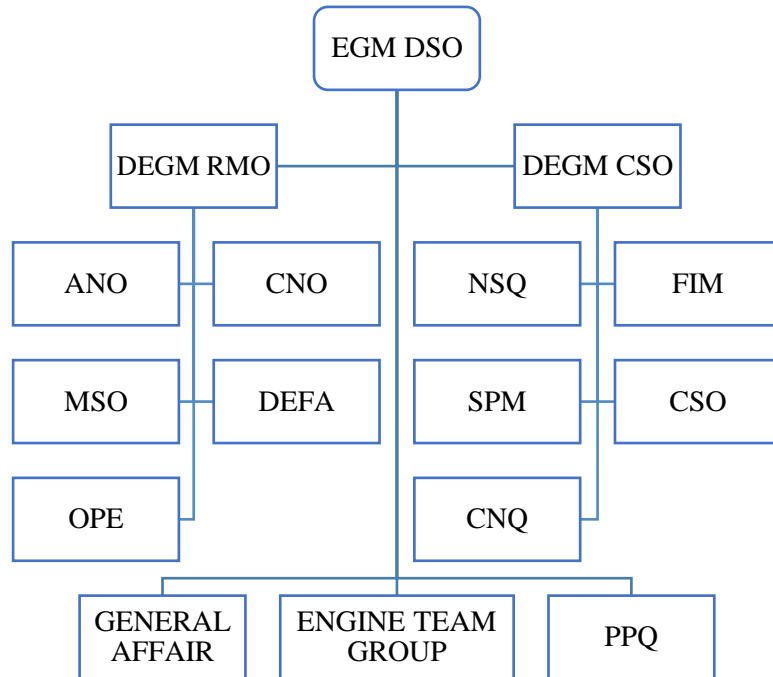 EGM DSO
DEGM RMO
DEGM CSO
ANO
CNO
NSQ
FIM
MSO
DEFA
SPM
CSO
OPE
CNQ
GENERAL
AFFAIR
ENGINE TEAM
GROUP
PPQ